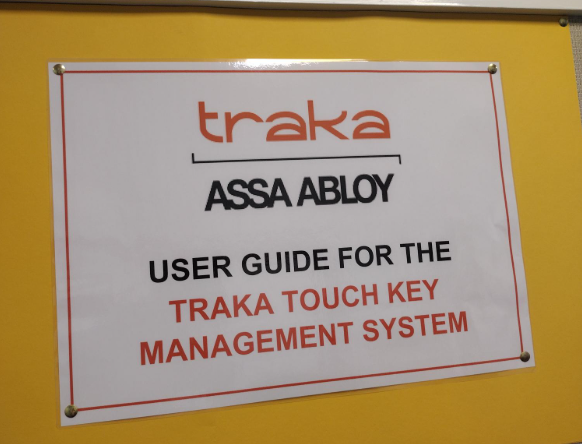 traka
ASSA ABLOY
USER GUIDE FOR THE
TRAKA TOUCH KEY
MANAGEMENT SYSTEM